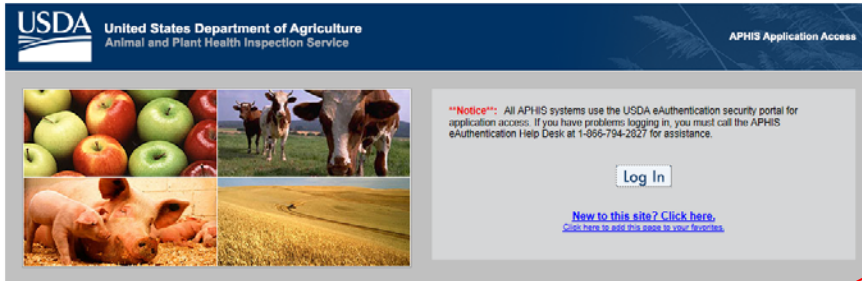 USDA
United States Department of Agriculture
Animal and Plant Health Inspection Service
APHIS Application Access
**Notice**: All APHIS systems use the USDA eAuthentication security portal for
application access. If you have problems logging in, you must call the APHIS
eAuthentication Help Desk at 1-866-794-2827 for assistance.
Log In
New to this site? Click here.
Click here to add this page to your favorites.